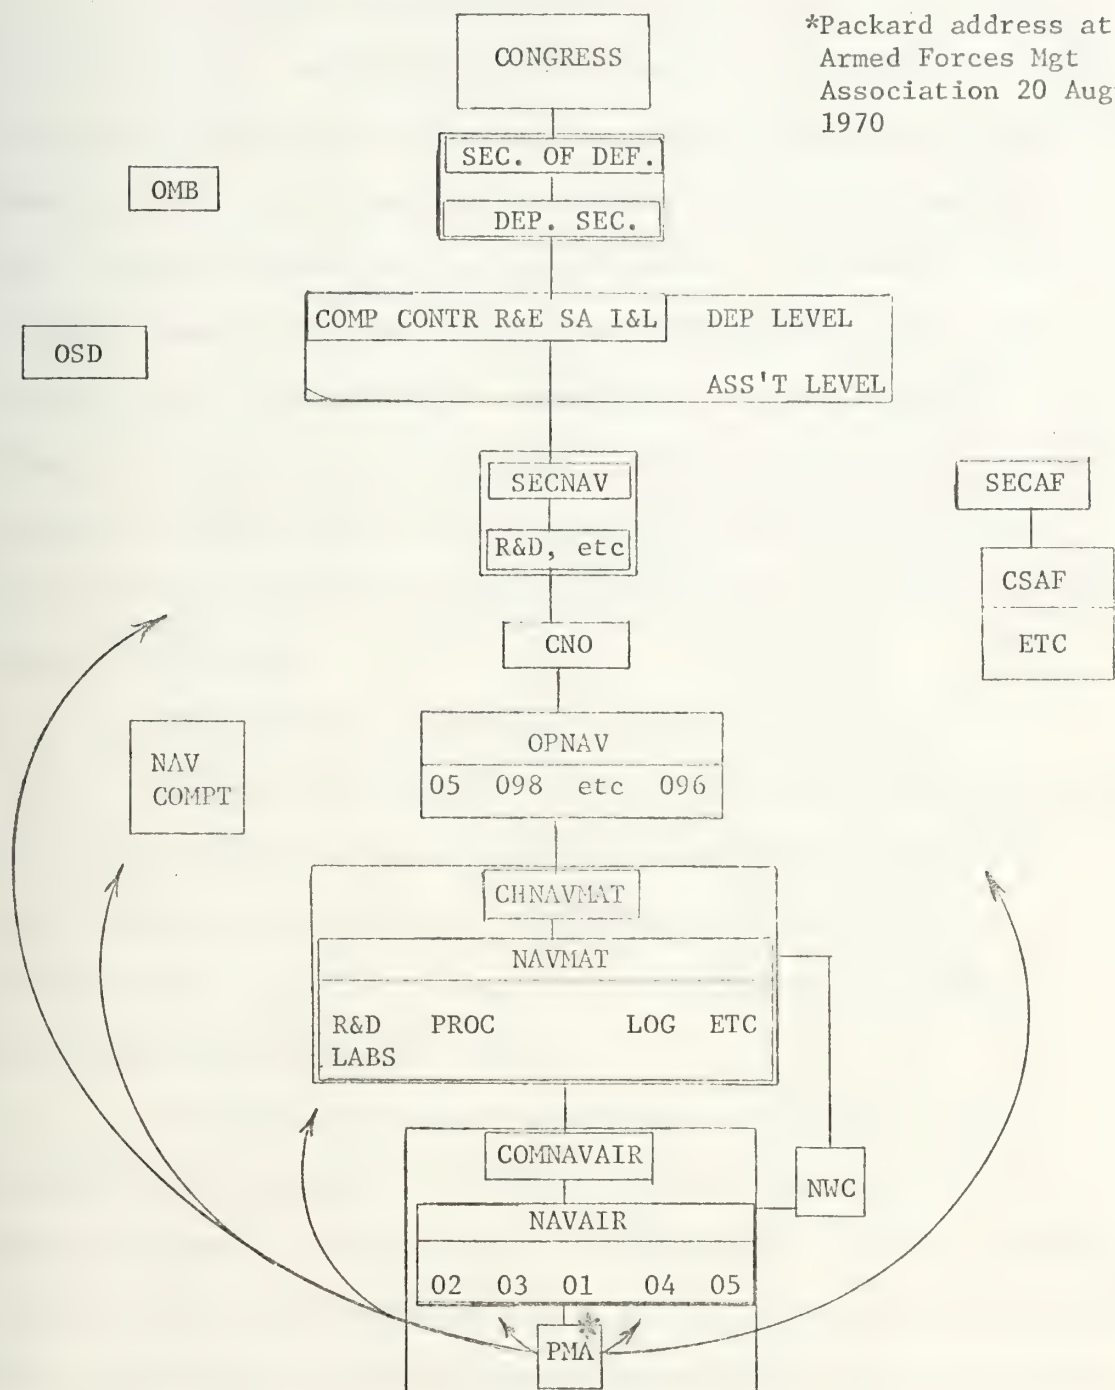 *Packard address at
Armed Forces Mgt
Association 20 Aug
1970
CONGRESS
SEC. OF DEF.
OMB
DEP. SEC.
COMP CONTR R&E SA I&L DEP LEVEL
OSD
ASS'T LEVEL
SECNAV
SECAF
R&D, etc
CSAF
CNO
ETC
OPNAV
NAV
COMPT
05 098 etc 096
CHNAVMAT
NAVMAT
R&D PROC LOG ETC
LABS
COMNAVAIR
NWC
NAVAIR
02 03 01 04 05
PMA*